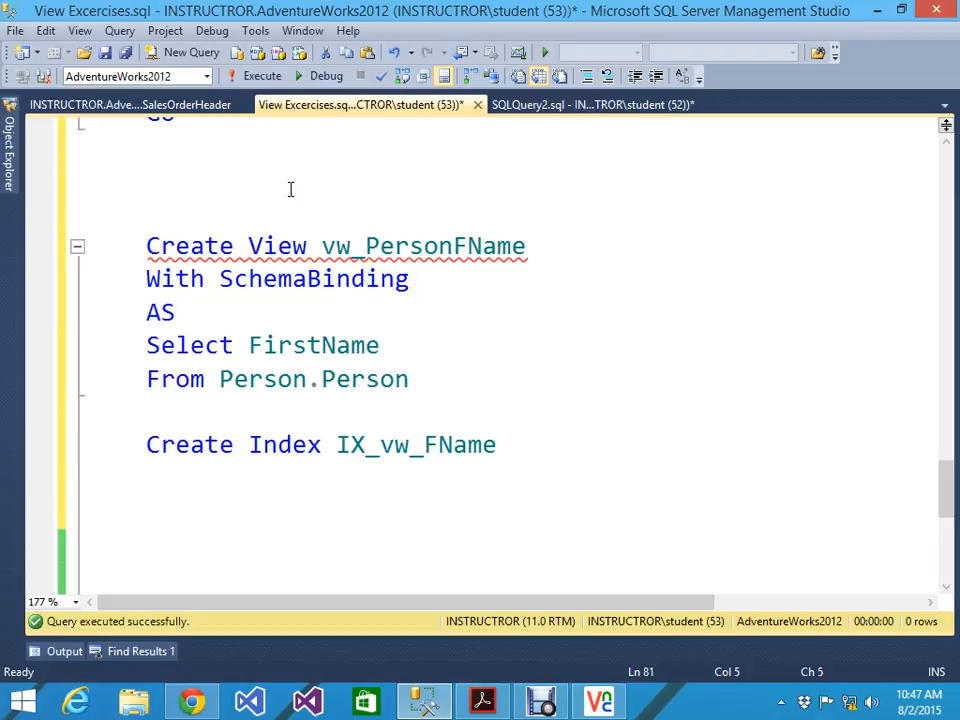 View Excercises.sql - INSTRUCTROR.AdventureWorks2012 (INSTRUCTROR\student (53))* - Microsoft SQL Server Management Studio
File Edit View Query Project Debug Tools Window Help
New Query
AdventureWorks2012 Execute Debug
INSTRUCTROR.Adve....SalesOrderHeader View Excercises.sq...CTROR\student (53))* SQLQuery2.sql - IN...TROR\student (52))*
Object Explorer
Go
Create View vw_PersonFName
With SchemaBinding
AS
Select FirstName
From Person.Person
Create Index IX_vw_FName
177 %
Query executed successfully. INSTRUCTROR (11.0 RTM) INSTRUCTROR\student (53) AdventureWorks2012 00:00:00 0 rows
Output Find Results 1
Ready Ln 81 Col 5 Ch 5 INS
10:47 AM
8/2/2015